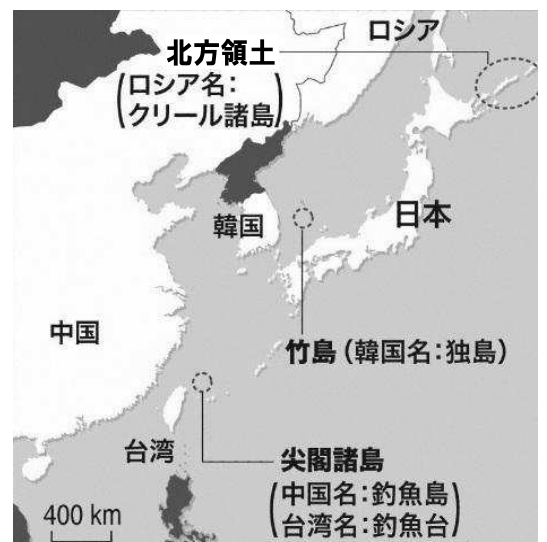 ロシア
北方領土
(ロシア名:
クリール諸島)
韓国
日本
中国
竹島(韓国名:独島)
台湾
尖閣諸島
(中国名:釣魚島
台湾名:釣魚台)
400 km